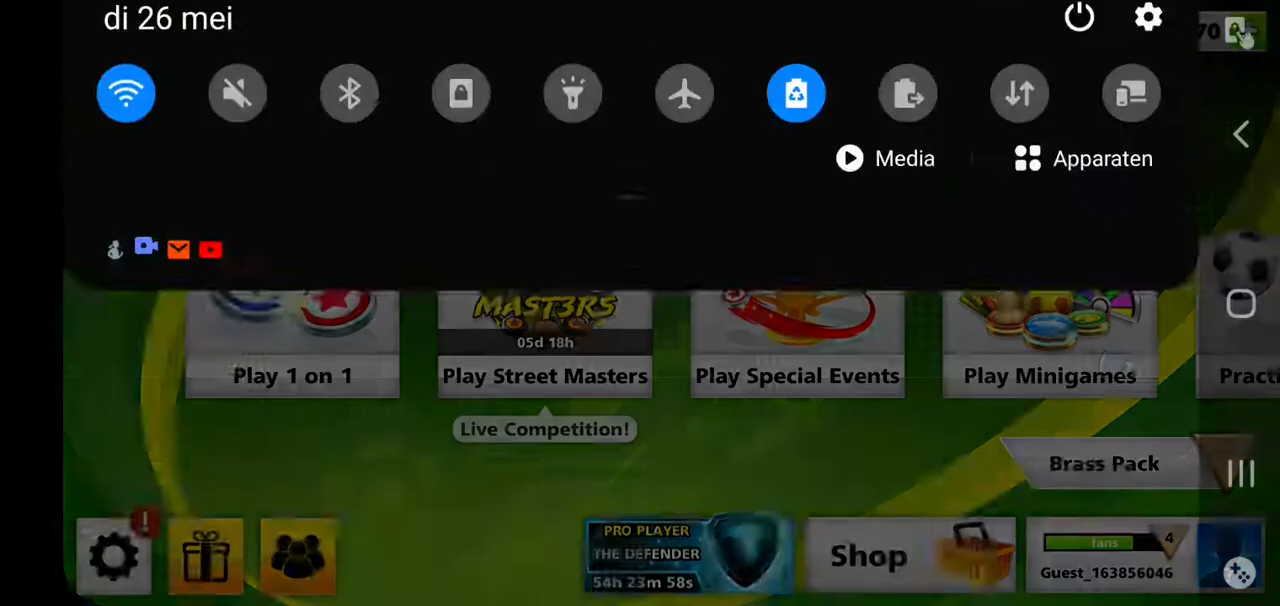 di 26 mei
70
Media
Apparaten
MAST3RS
05d 18h
Play 1 on 1
Play Street Masters
Play Special Events
Play Minigames
Live Competition!
Brass Pack
PRO PLAYER
THE DEFENDER
54h 23m 58s
Shop
fans
4
Guest_163856046